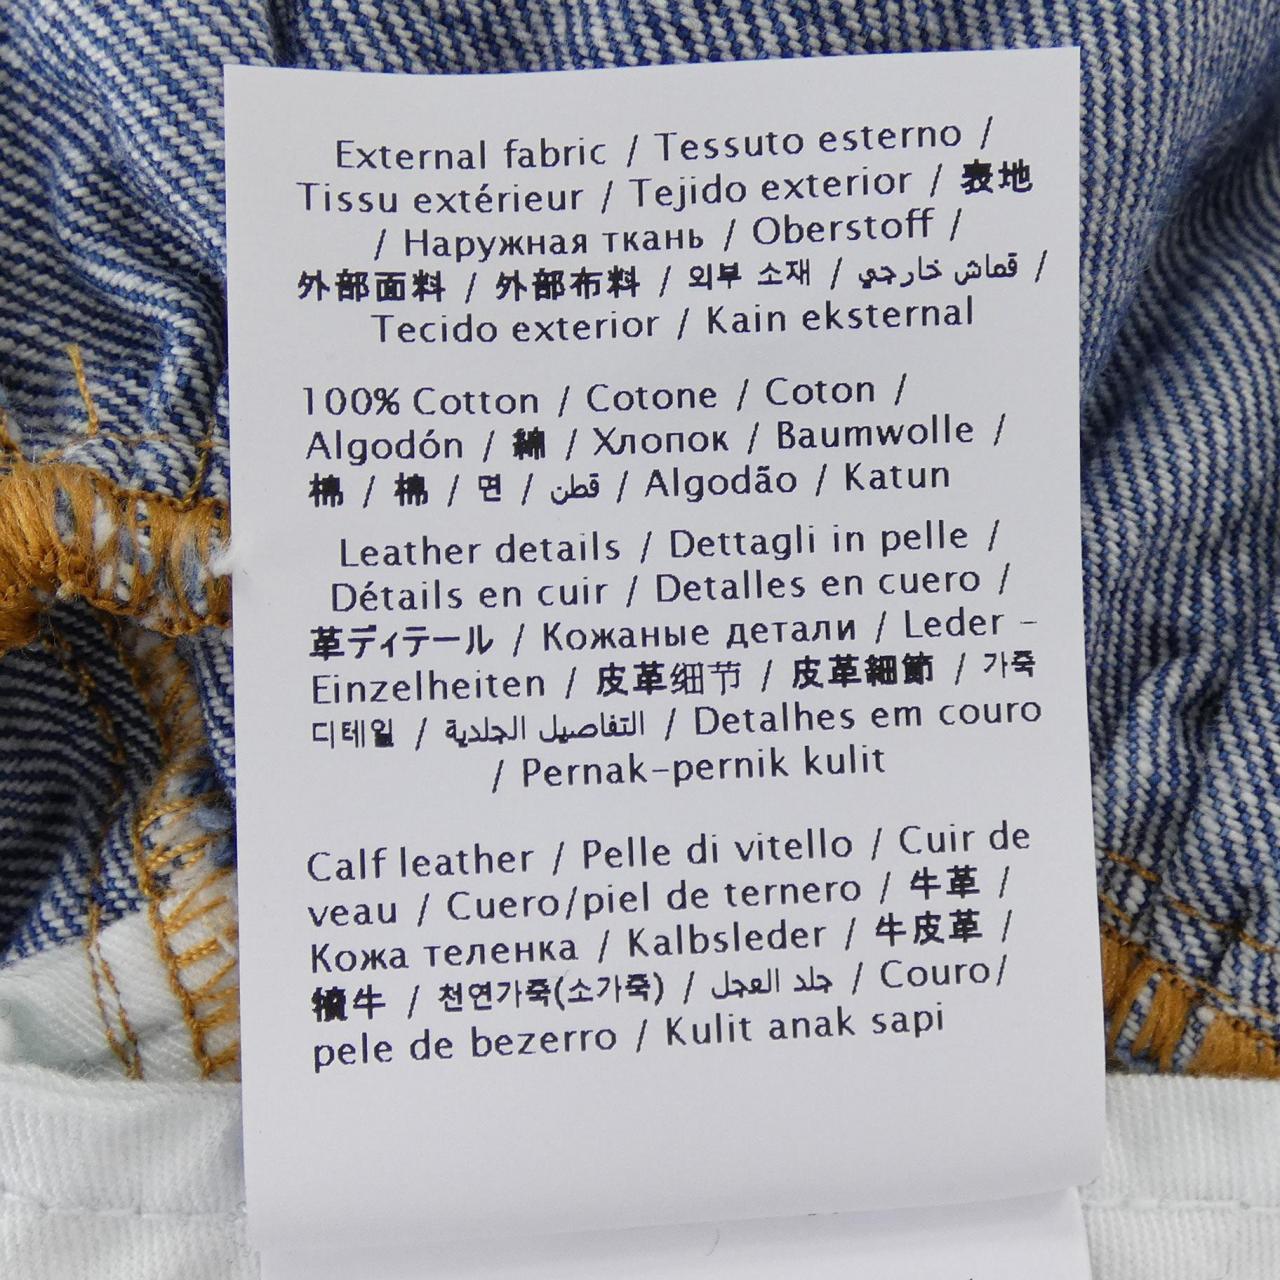 External fabric / Tessuto esterno /
Tissu extérieur / Tejido exterior / 表地
/ Наружная ткань / Oberstoff /
外部面料 / 外部布料 / 외부 소재 / قماش خارجي /
Tecido exterior / Kain eksternal
100% Cotton / Cotone / Coton /
Algodón / 綿 / Хлопок / Baumwolle /
棉 / 棉 / 면 / قطن / Algodão / Katun
Leather details / Dettagli in pelle /
Détails en cuir / Detalles en cuero /
革ディテール / Кожаные детали / Leder -
Einzelheiten / 皮革细节 / 皮革細節 / 가죽
디테일 / التفاصيل الجلدية / Detalhes em couro
/ Pernak-pernik kulit
Calf leather / Pelle di vitello / Cuir de
veau / Cuero/piel de ternero / 牛革 /
Кожа теленка / Kalbsleder / 牛皮革 /
犢牛 / 천연가죽(소가죽) / جلد العجل / Couro/
pele de bezerro / Kulit anak sapi